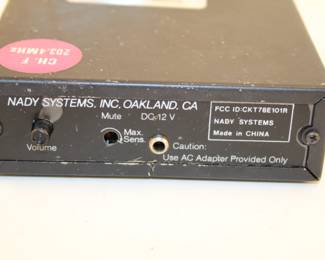 CH. F
203.4MHz
NADY SYSTEMS, INC, OAKLAND, CA
Mute DC-12 V
Volume
Max.
Sens.
Caution:
Use AC Adapter Provided Only
FCC ID:CKT78E101R
NADY SYSTEMS
Made in CHINA